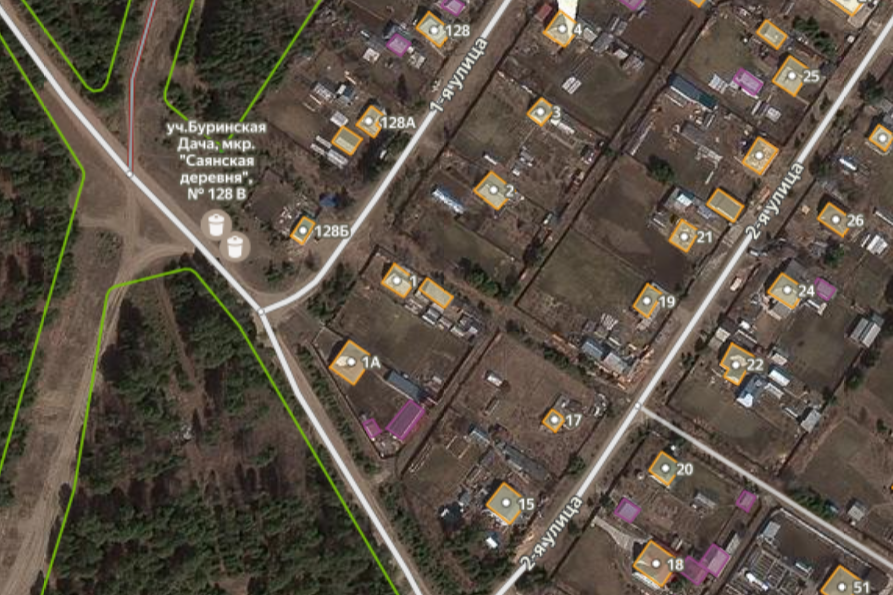 128
4
1-я улица
25
3
128А
уч.Буринская
Дача, мкр.
"Саянская
деревня",
№ 128 В
2
2-я улица
26
128Б
21
1
24
19
1А
22
17
20
15
2-я улица
18
51